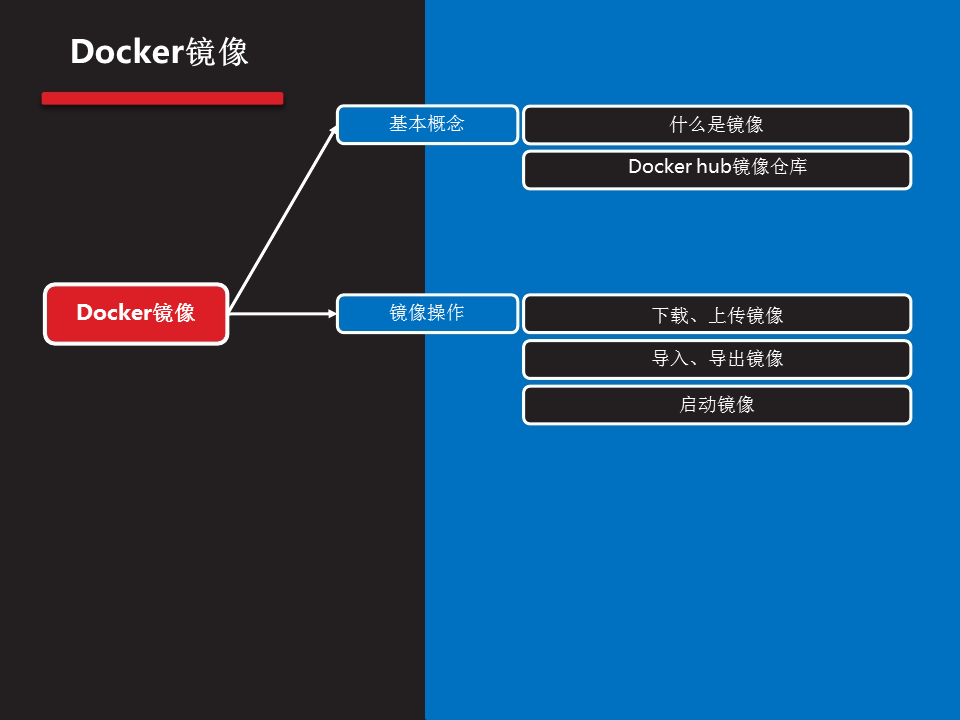 Docker镜像
基本概念
什么是镜像
Docker hub镜像仓库
Docker镜像
镜像操作
下载、上传镜像
导入、导出镜像
启动镜像